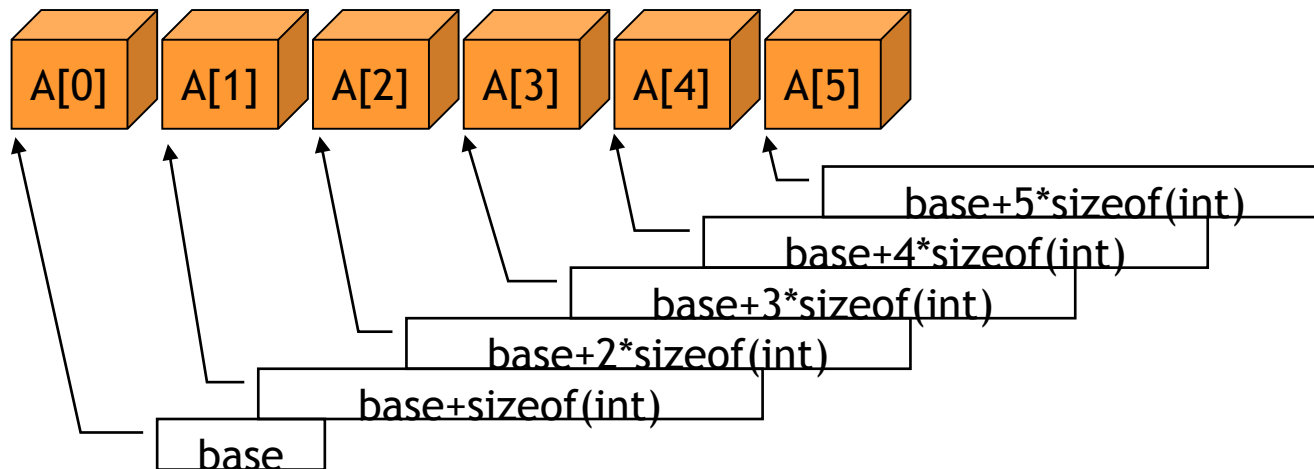 A[0] A[1] A[2] A[3] A[4] A[5]
base+5*sizeof(int)
base+4*sizeof(int)
base+3*sizeof(int)
base+2*sizeof(int)
base+sizeof(int)
base